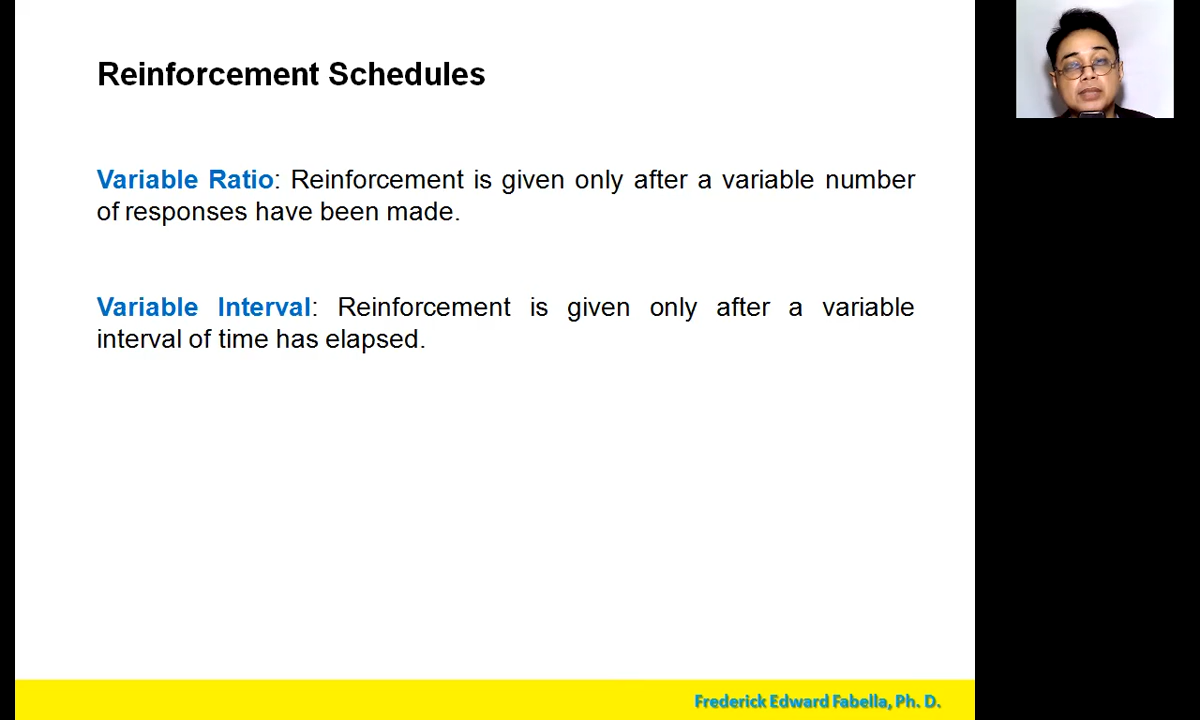 Reinforcement Schedules
Variable Ratio: Reinforcement is given only after a variable number
of responses have been made.
Variable Interval: Reinforcement is given only after a variable
interval of time has elapsed.
Frederick Edward Fabella, Ph. D.